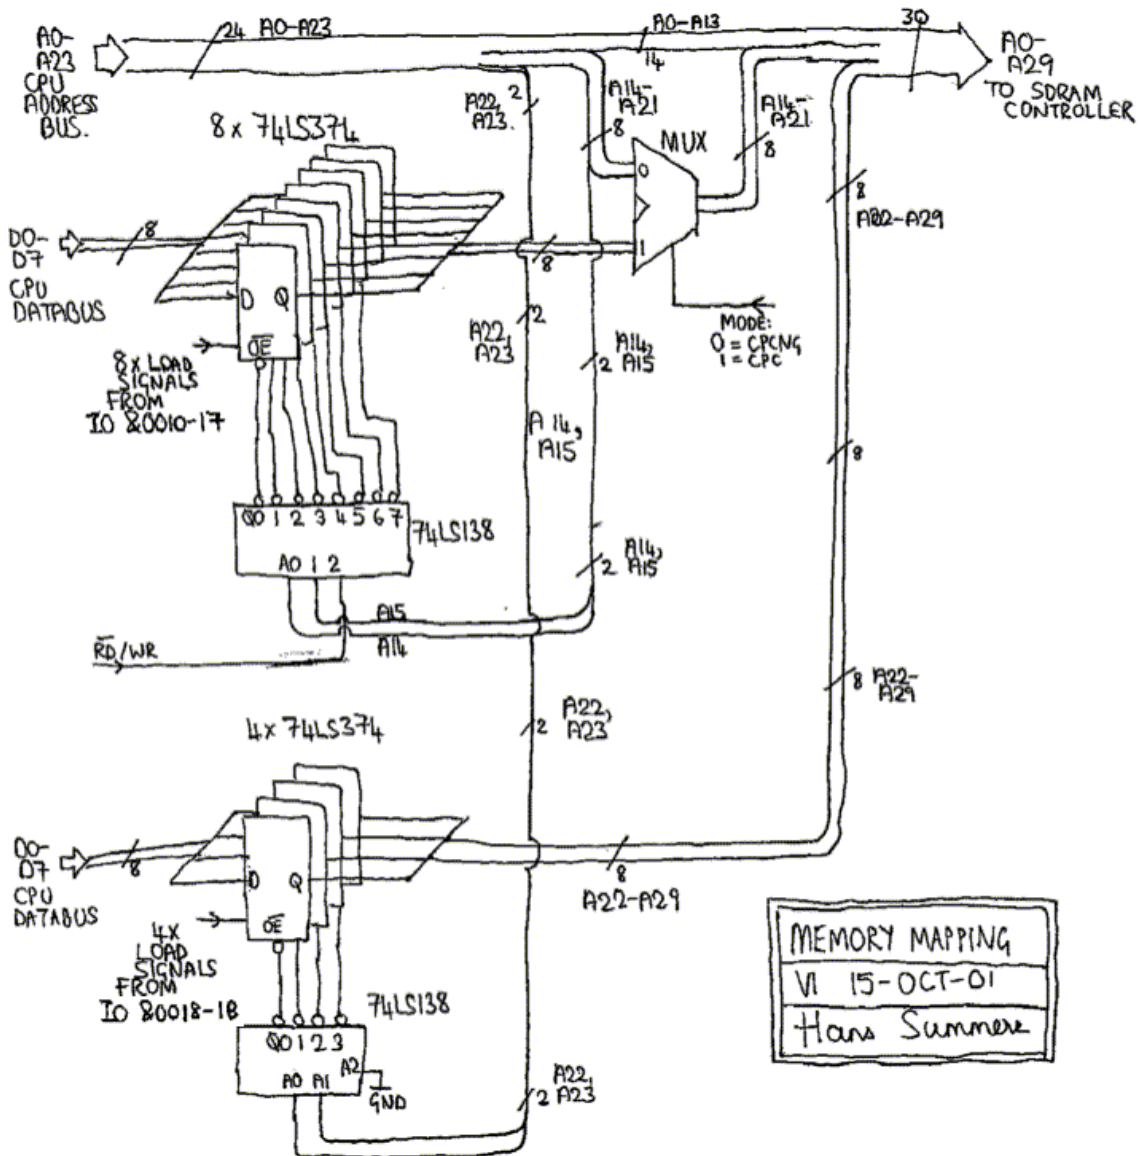 A0-
A23
CPU
ADDRESS
BUS.
24 A0-A23
A0-A13
14
30
A0-
A29
TO SDRAM
CONTROLLER
2
A22,
A23.
A14-
A21
8
MUX
0
1
A14-
A21
8
8
A22-A29
8 x 74LS374
D0-
D7
CPU
DATABUS
8
D Q
OE
8
8 x LOAD
SIGNALS
FROM
IO &0010-17
2
A22,
A23
MODE:
0 = CPCNG
1 = CPC
A14,
2 A15
A14,
A15
8
Q0 1 2 3 4 5 6 7
74LS138
A0 1 2
A14,
2 A15
A15
A14
RD/WR
8 A22-
A29
2 A22,
A23
4 x 74LS374
D0-
D7
CPU
DATABUS
8
D Q
OE
8
A22-A29
4x
LOAD
SIGNALS
FROM
IO &0018-1B
74LS138
Q0 1 2 3
A0 A1 A2
GND
A22,
2 A23
MEMORY MAPPING
V1 15-OCT-01
Hans Summers